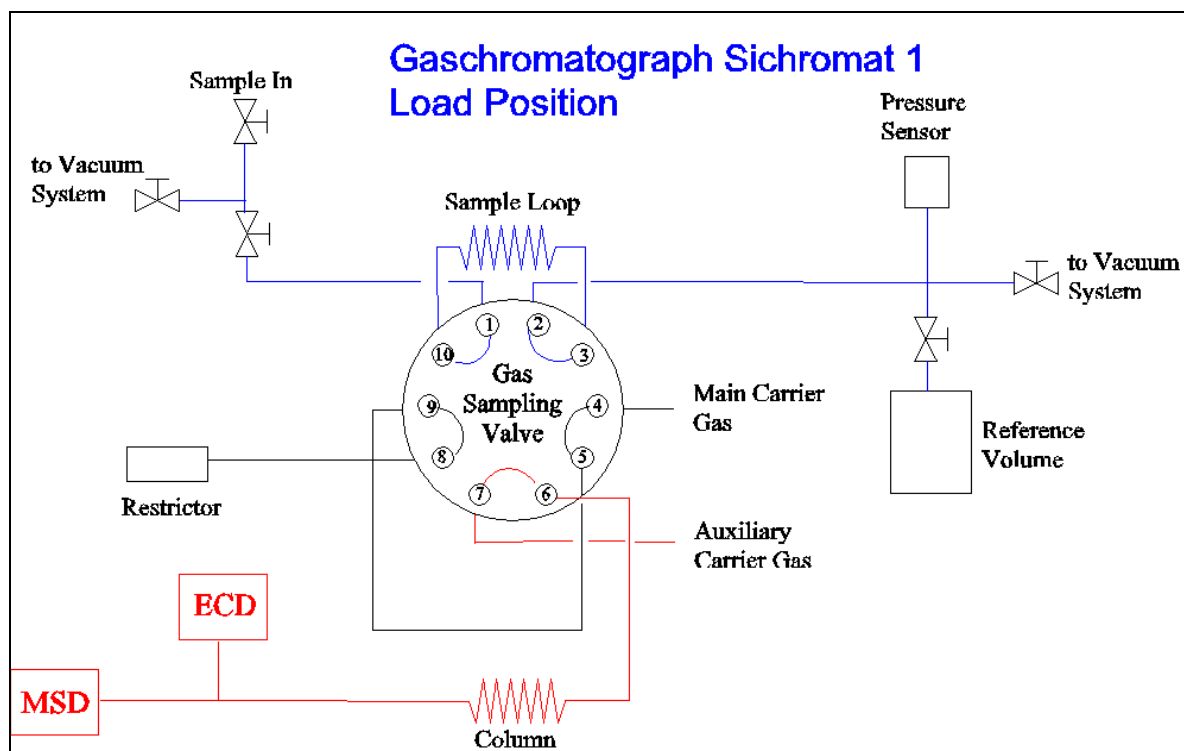 Gaschromatograph Sichromat 1
Load Position
Sample In
to Vacuum
System
Sample Loop
Pressure
Sensor
to Vacuum
System
1
2
10
3
Gas
Sampling
Valve
9
4
8
5
7
6
Main Carrier
Gas
Reference
Volume
Restrictor
Auxiliary
Carrier Gas
ECD
MSD
Column